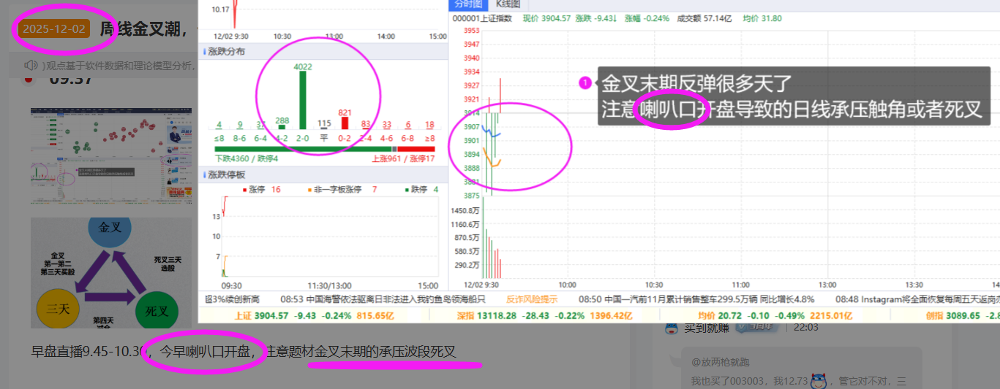 2025-12-02 周线金叉潮，
)观点基于软件数据和理论模型分析，
09:37
金叉
金叉
第一第二
第三天买股
死叉三天
选股
三天
死叉
第四天
减仓
早盘直播9.45-10.30，今早喇叭口开盘，注意题材金叉末期的承压波段死叉
10.17
12/02 9:30 10:30 13:00 14:00 15:00
涨跌分布
4022
288 115 821
4 9 37 83 33 6 18
≤8 8-6 6-4 4-2 2-0 平 0-2 2-4 4-6 6-8 ≥8
下跌4360 / 跌停4 上涨961 / 涨停17
涨跌停板
涨停 16 非一字板涨停 7 跌停 4
13
10
7
09:30 11:30/13:00 15:00
分时图 K线图
000001上证指数 现价 3904.57 涨跌 -9.43↓ 涨幅 -0.24% 成交额 57.14亿 均价 31.80
3953
3947
3940
3934
3927
3921
3914
3907
3901
3894
3888
3881
3875
1450.8万
1160.6万
870.5万
580.3万
290.2万
12/02 9:30 10:00 10:30 11:00 13:00 13:30 14
1
金叉末期反弹很多天了
注意喇叭口开盘导致的日线承压触角或者死叉
超3%续创新高 08:53 中国海警依法驱离日非法进入我钓鱼岛领海船只 反诈风险提示 08:50 中国一汽前11月累计销售整车299.5万辆 同比增长4.8% 08:48 Instagram将全面恢复每周五天返岗办
上证 3904.57 -9.43 -0.24% 815.65亿 深指 13118.28 -28.43 -0.22% 1396.42亿 均价 20.72 -0.10 -0.49% 2215.01亿 创指 3089.65 -2.8
买到就赚 3周年 22:03
@放两枪就跑
我也买了003003，我12.73 ，管它对不对，三